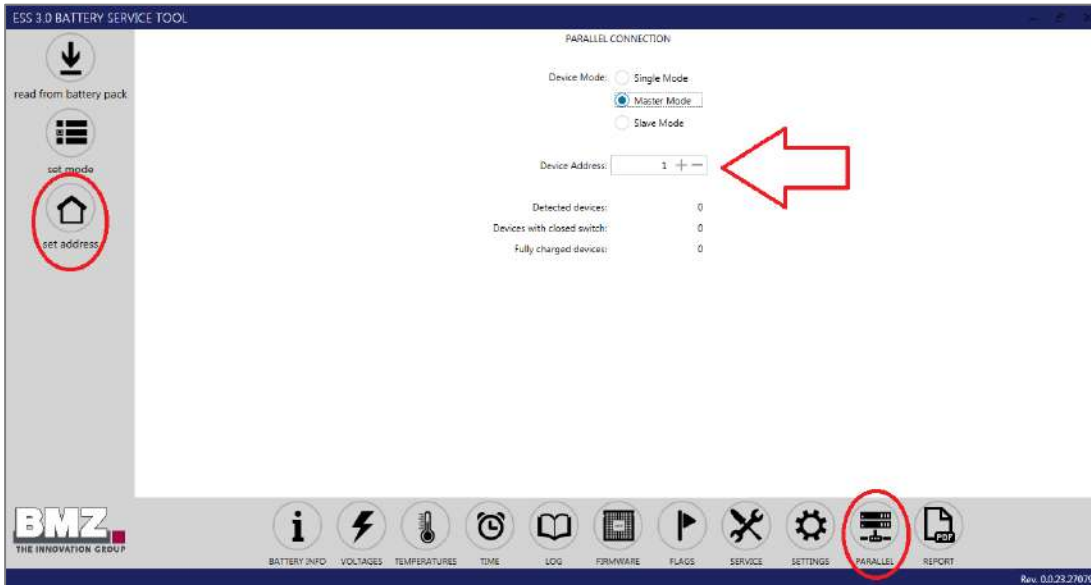 ESS 3.0 BATTERY SERVICE TOOL
PARALLEL CONNECTION
read from battery pack
set mode
set address
Device Mode:
Single Mode
Master Mode
Slave Mode
Device Address: 1 + −
Detected devices: 0
Devices with closed switch: 0
Fully charged devices: 0
BMZ
THE INNOVATION GROUP
BATTERY INFO
VOLTAGES
TEMPERATURES
TIME
LOG
FIRMWARE
FLAGS
SERVICE
SETTINGS
PARALLEL
PDF
REPORT